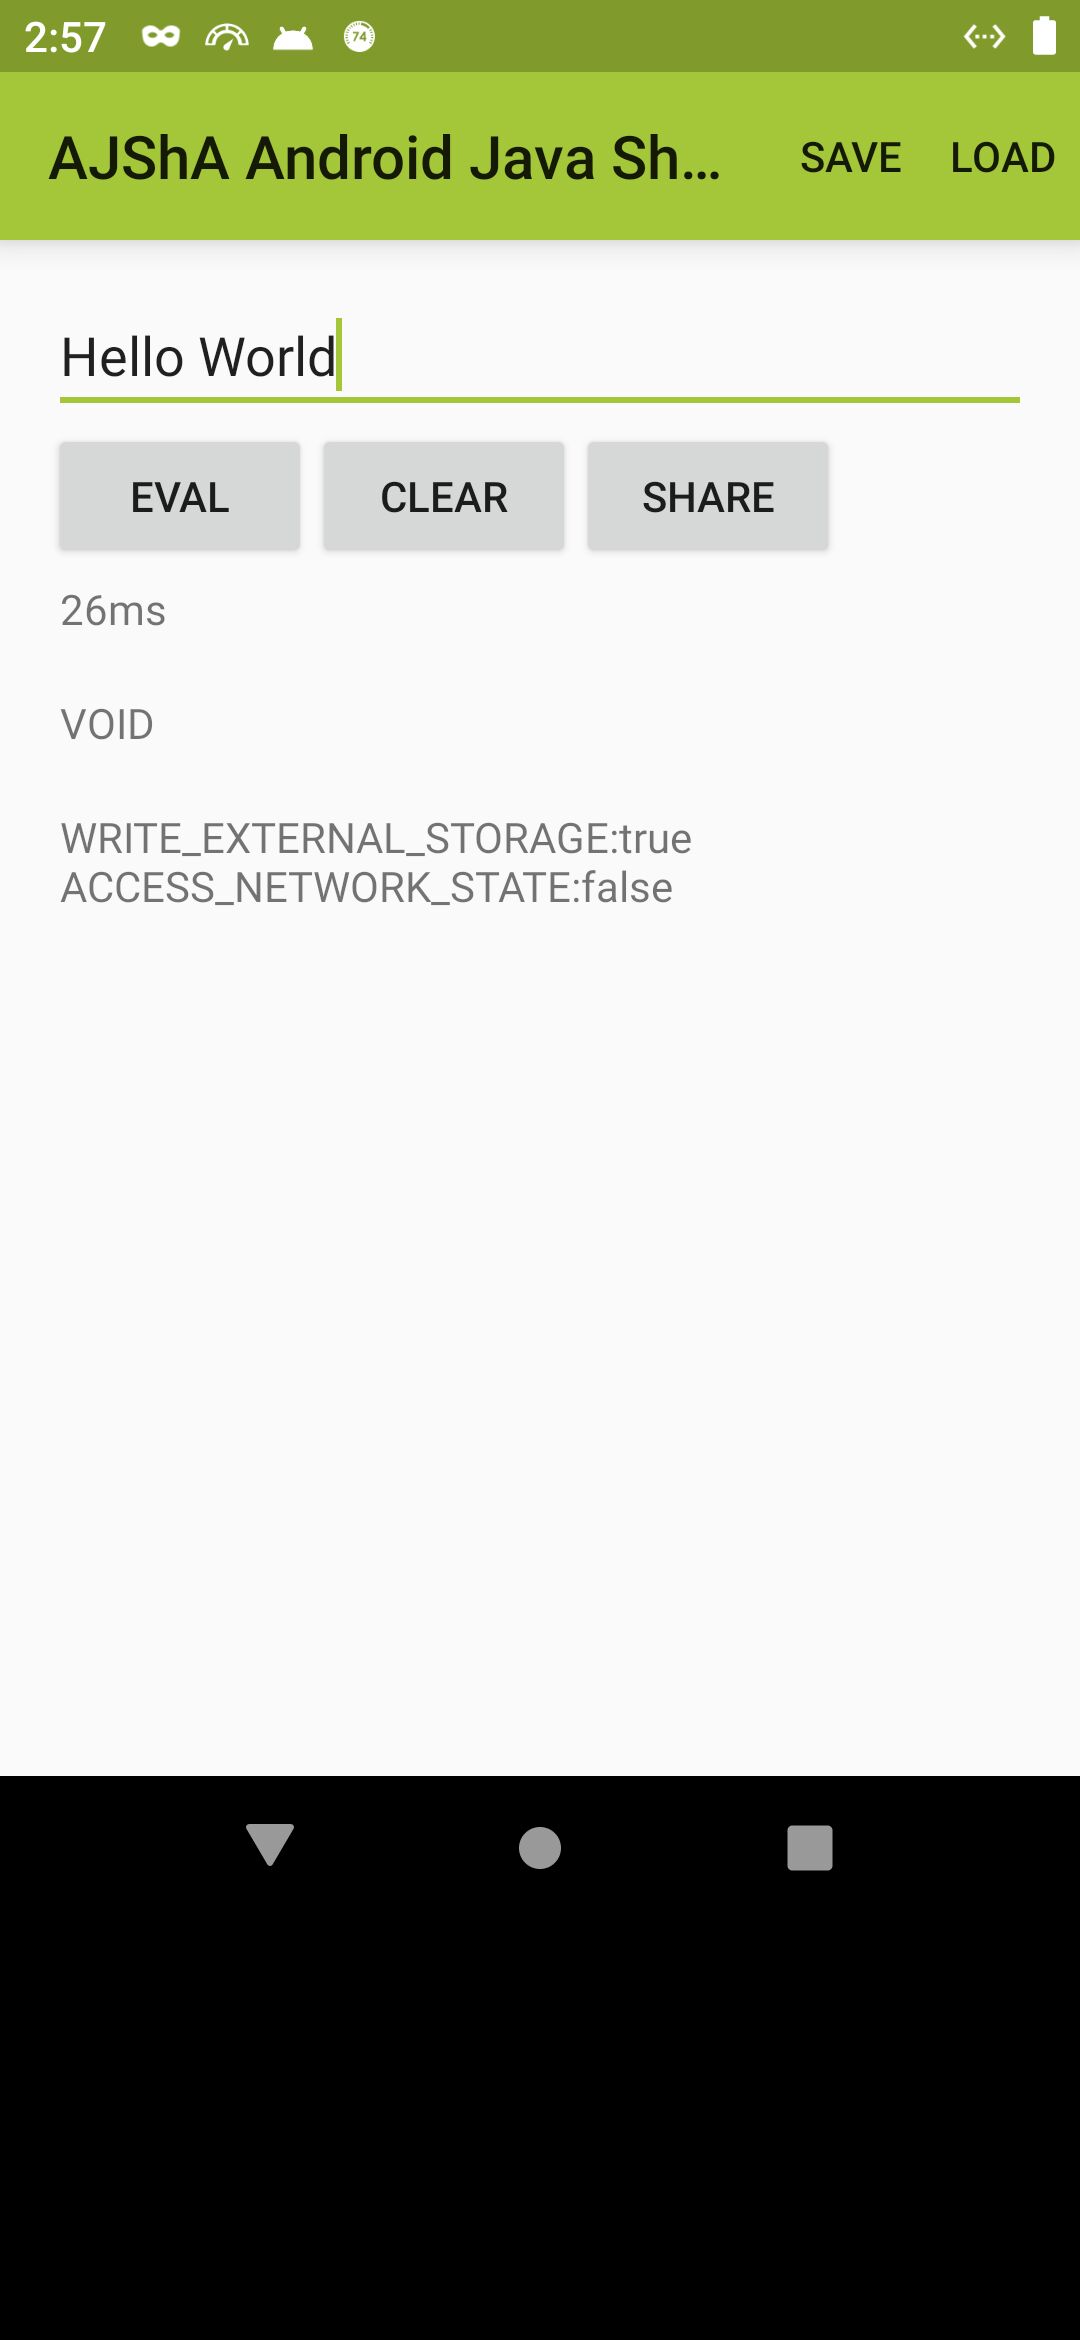 2:57
74
AJShA Android Java Sh...
SAVE
LOAD
Hello World
EVAL
CLEAR
SHARE
26ms
VOID
WRITE_EXTERNAL_STORAGE:true
ACCESS_NETWORK_STATE:false